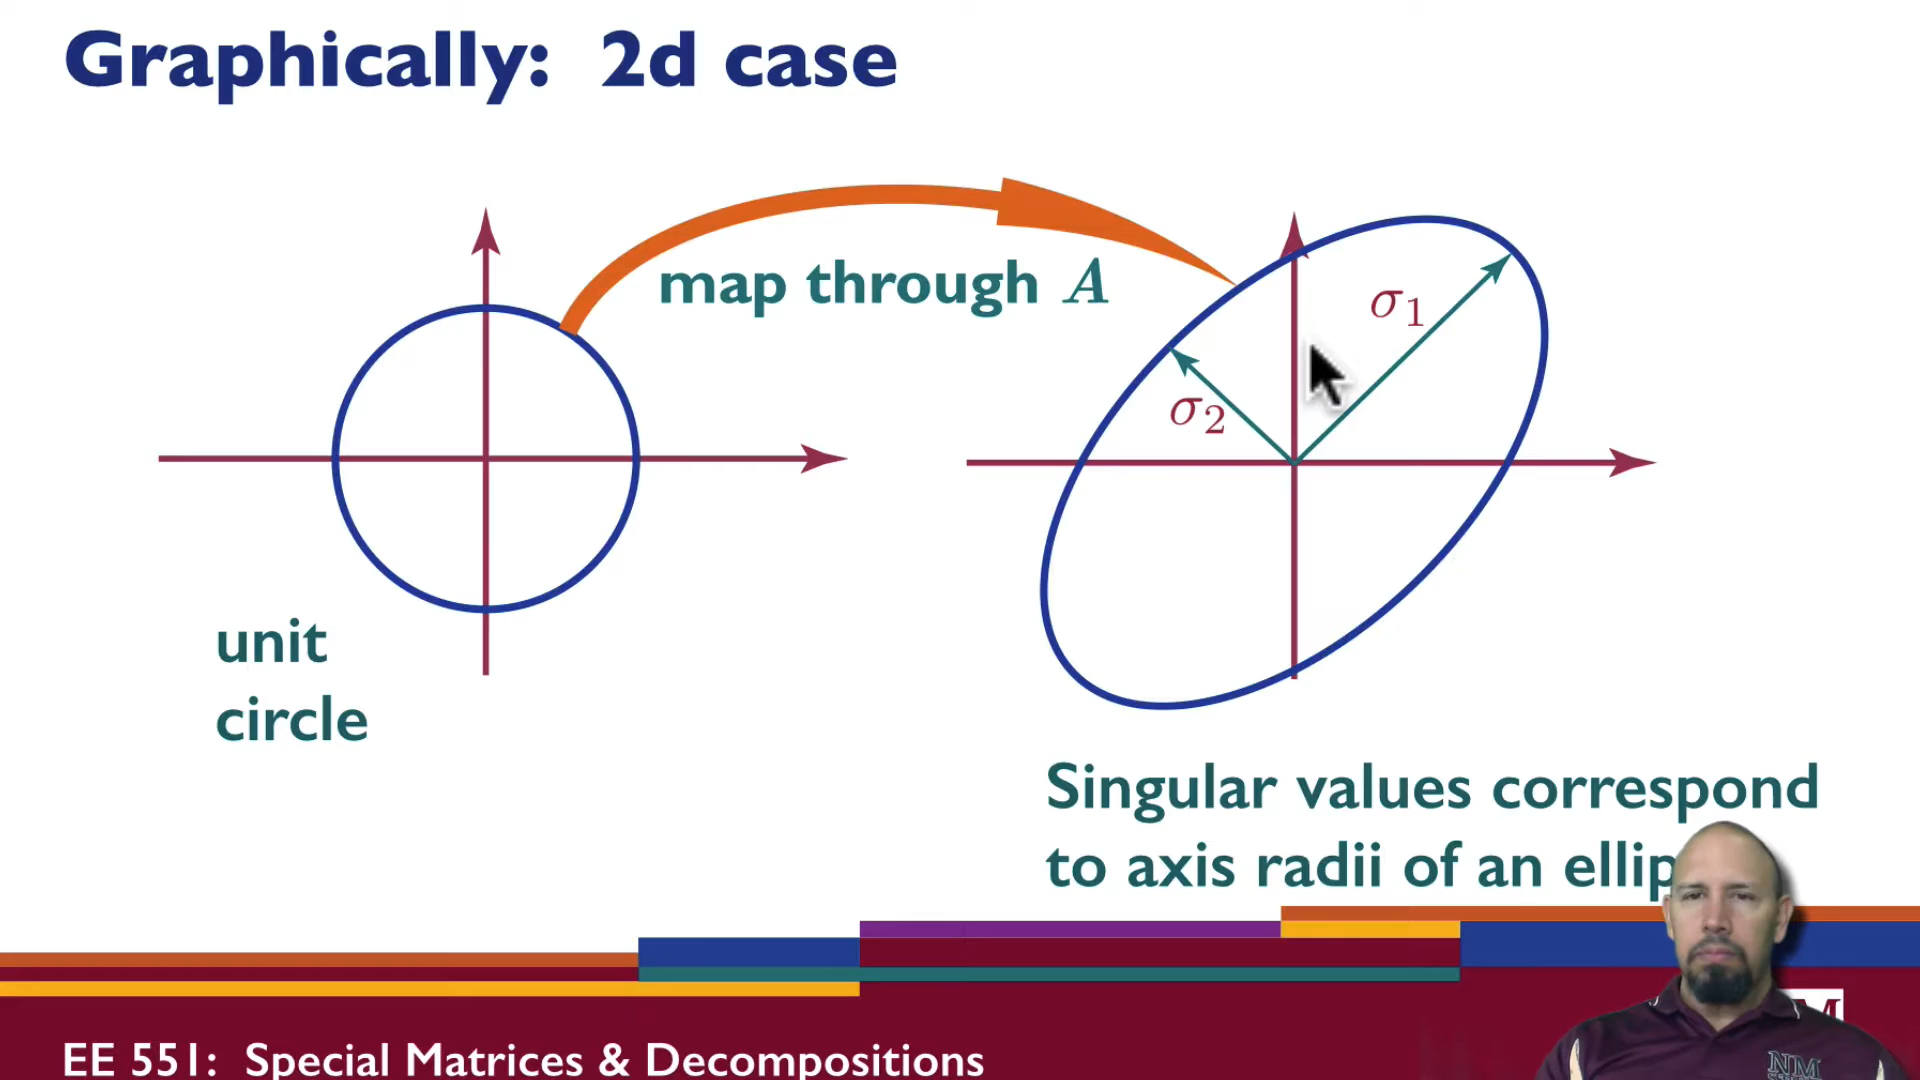 Graphically: 2d case
map through A
σ1
σ2
unit
circle
Singular values correspond
to axis radii of an
EE 551: Special Matrices & Decompositions
NM